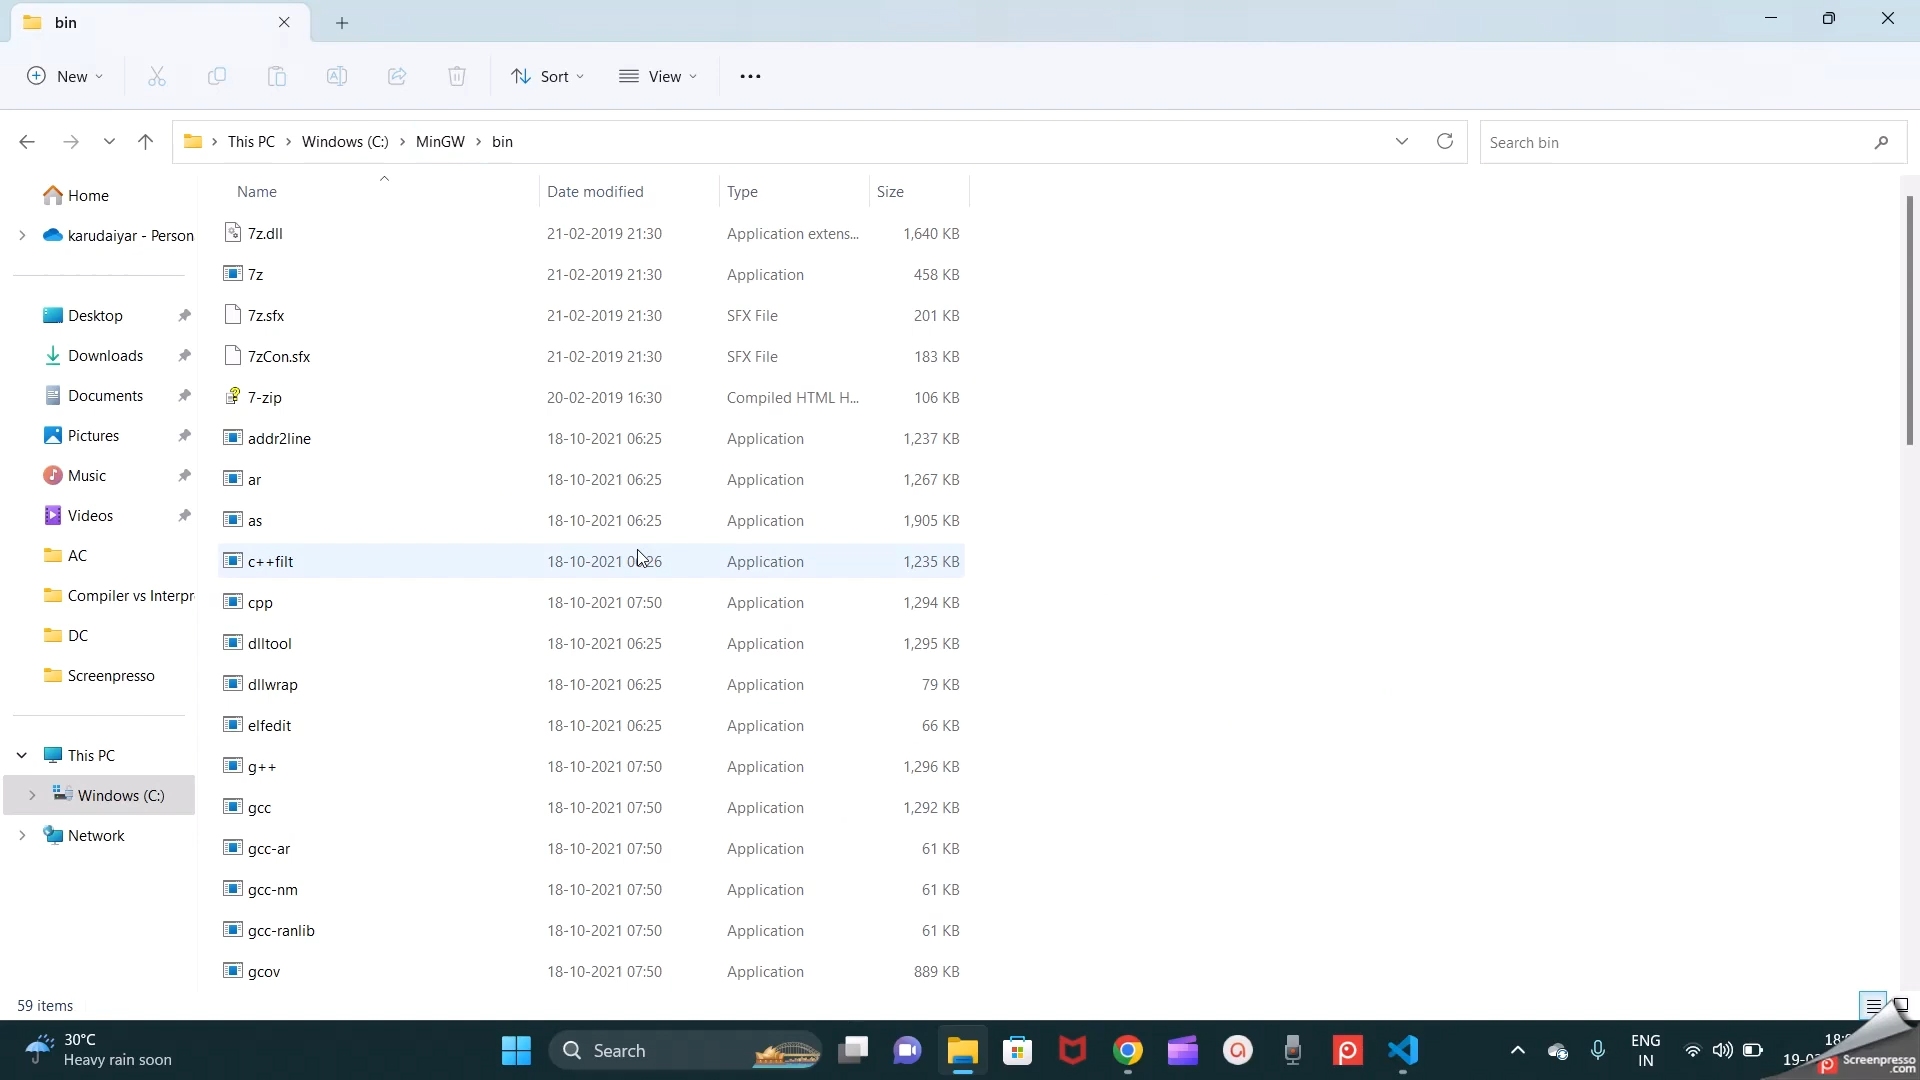 bin
New
Sort
View
This PC > Windows (C:) > MinGW > bin
Search bin
Home
karudaiyar - Person
Desktop
Downloads
Documents
Pictures
Music
Videos
AC
Compiler vs Interpr
DC
Screenpresso
This PC
Windows (C:)
Network
Name Date modified Type Size
7z.dll 21-02-2019 21:30 Application extens... 1,640 KB
7z 21-02-2019 21:30 Application 458 KB
7z.sfx 21-02-2019 21:30 SFX File 201 KB
7zCon.sfx 21-02-2019 21:30 SFX File 183 KB
7-zip 20-02-2019 16:30 Compiled HTML H... 106 KB
addr2line 18-10-2021 06:25 Application 1,237 KB
ar 18-10-2021 06:25 Application 1,267 KB
as 18-10-2021 06:25 Application 1,905 KB
c++filt 18-10-2021 06:26 Application 1,235 KB
cpp 18-10-2021 07:50 Application 1,294 KB
dlltool 18-10-2021 06:25 Application 1,295 KB
dllwrap 18-10-2021 06:25 Application 79 KB
elfedit 18-10-2021 06:25 Application 66 KB
g++ 18-10-2021 07:50 Application 1,296 KB
gcc 18-10-2021 07:50 Application 1,292 KB
gcc-ar 18-10-2021 07:50 Application 61 KB
gcc-nm 18-10-2021 07:50 Application 61 KB
gcc-ranlib 18-10-2021 07:50 Application 61 KB
gcov 18-10-2021 07:50 Application 889 KB
59 items
30°C
Heavy rain soon
Search
ENG
IN
Screenpresso
.com